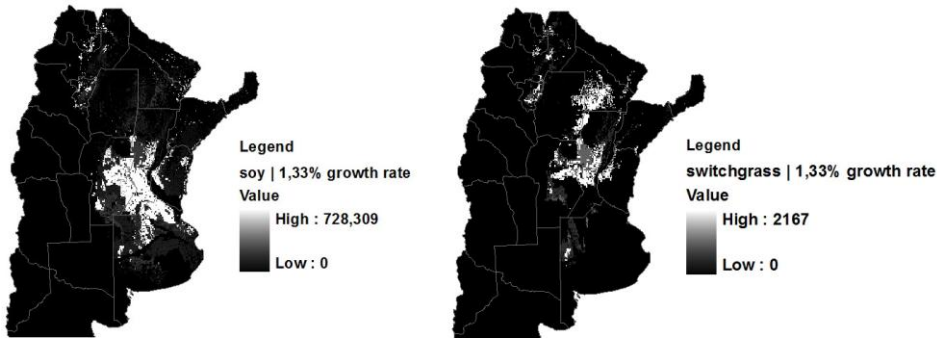 Legend
soy | 1,33% growth rate
Value
High : 728,309
Low : 0
Legend
switchgrass | 1,33% growth rate
Value
High : 2167
Low : 0